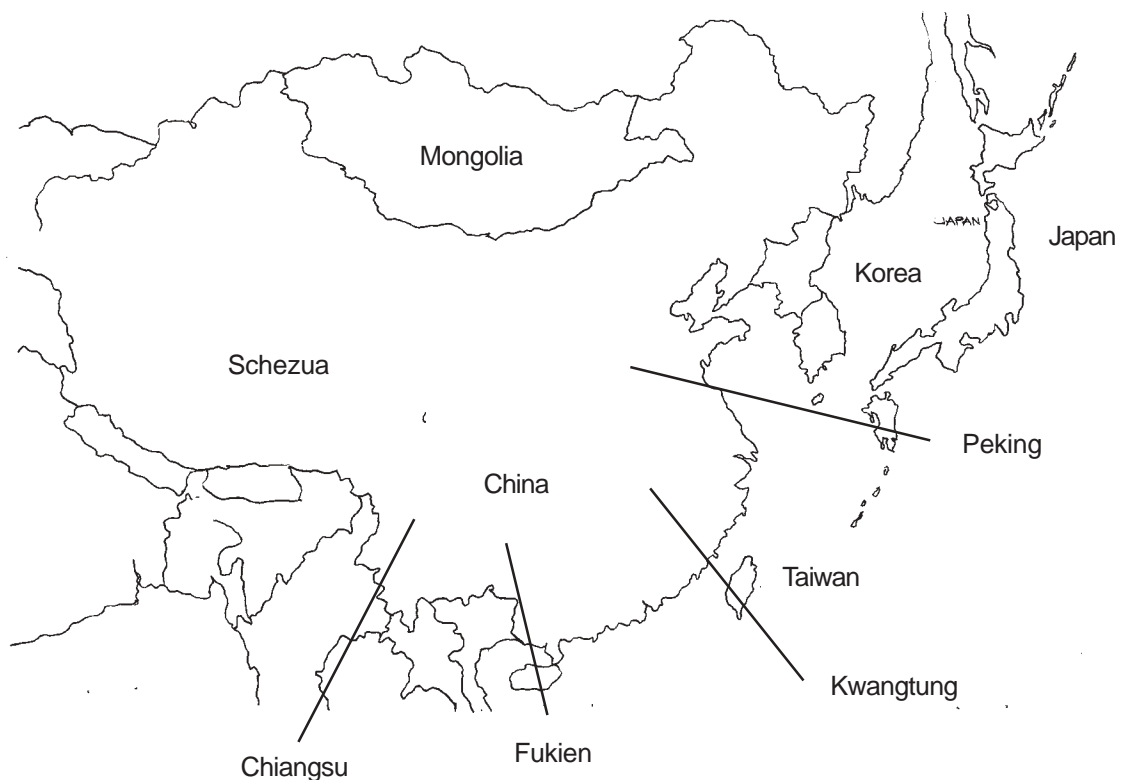 Mongolia
JAPAN
Japan
Korea
Schezua
Peking
China
Taiwan
Kwangtung
Fukien
Chiangsu